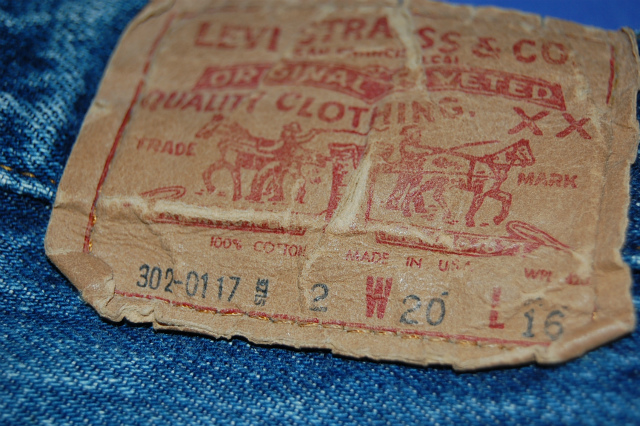 LEVI STRAUSS & CO.
ORIGINAL RIVETED
QUALITY CLOTHING. XX
TRADE MARK
100% COTTON MADE IN USA
302-0117 2 W 20 L 16